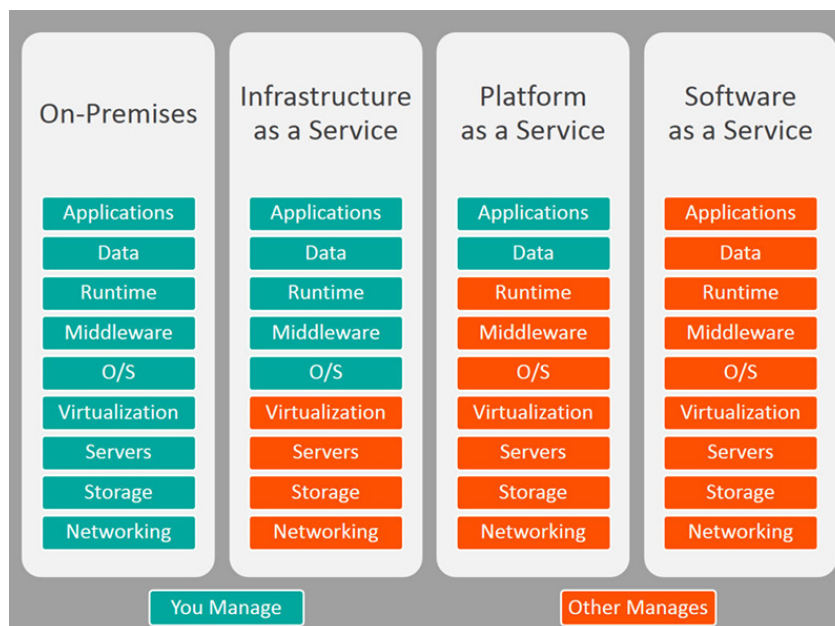 On-Premises
Applications
Data
Runtime
Middleware
O/S
Virtualization
Servers
Storage
Networking
Infrastructure
as a Service
Applications
Data
Runtime
Middleware
O/S
Virtualization
Servers
Storage
Networking
Platform
as a Service
Applications
Data
Runtime
Middleware
O/S
Virtualization
Servers
Storage
Networking
Software
as a Service
Applications
Data
Runtime
Middleware
O/S
Virtualization
Servers
Storage
Networking
You Manage
Other Manages